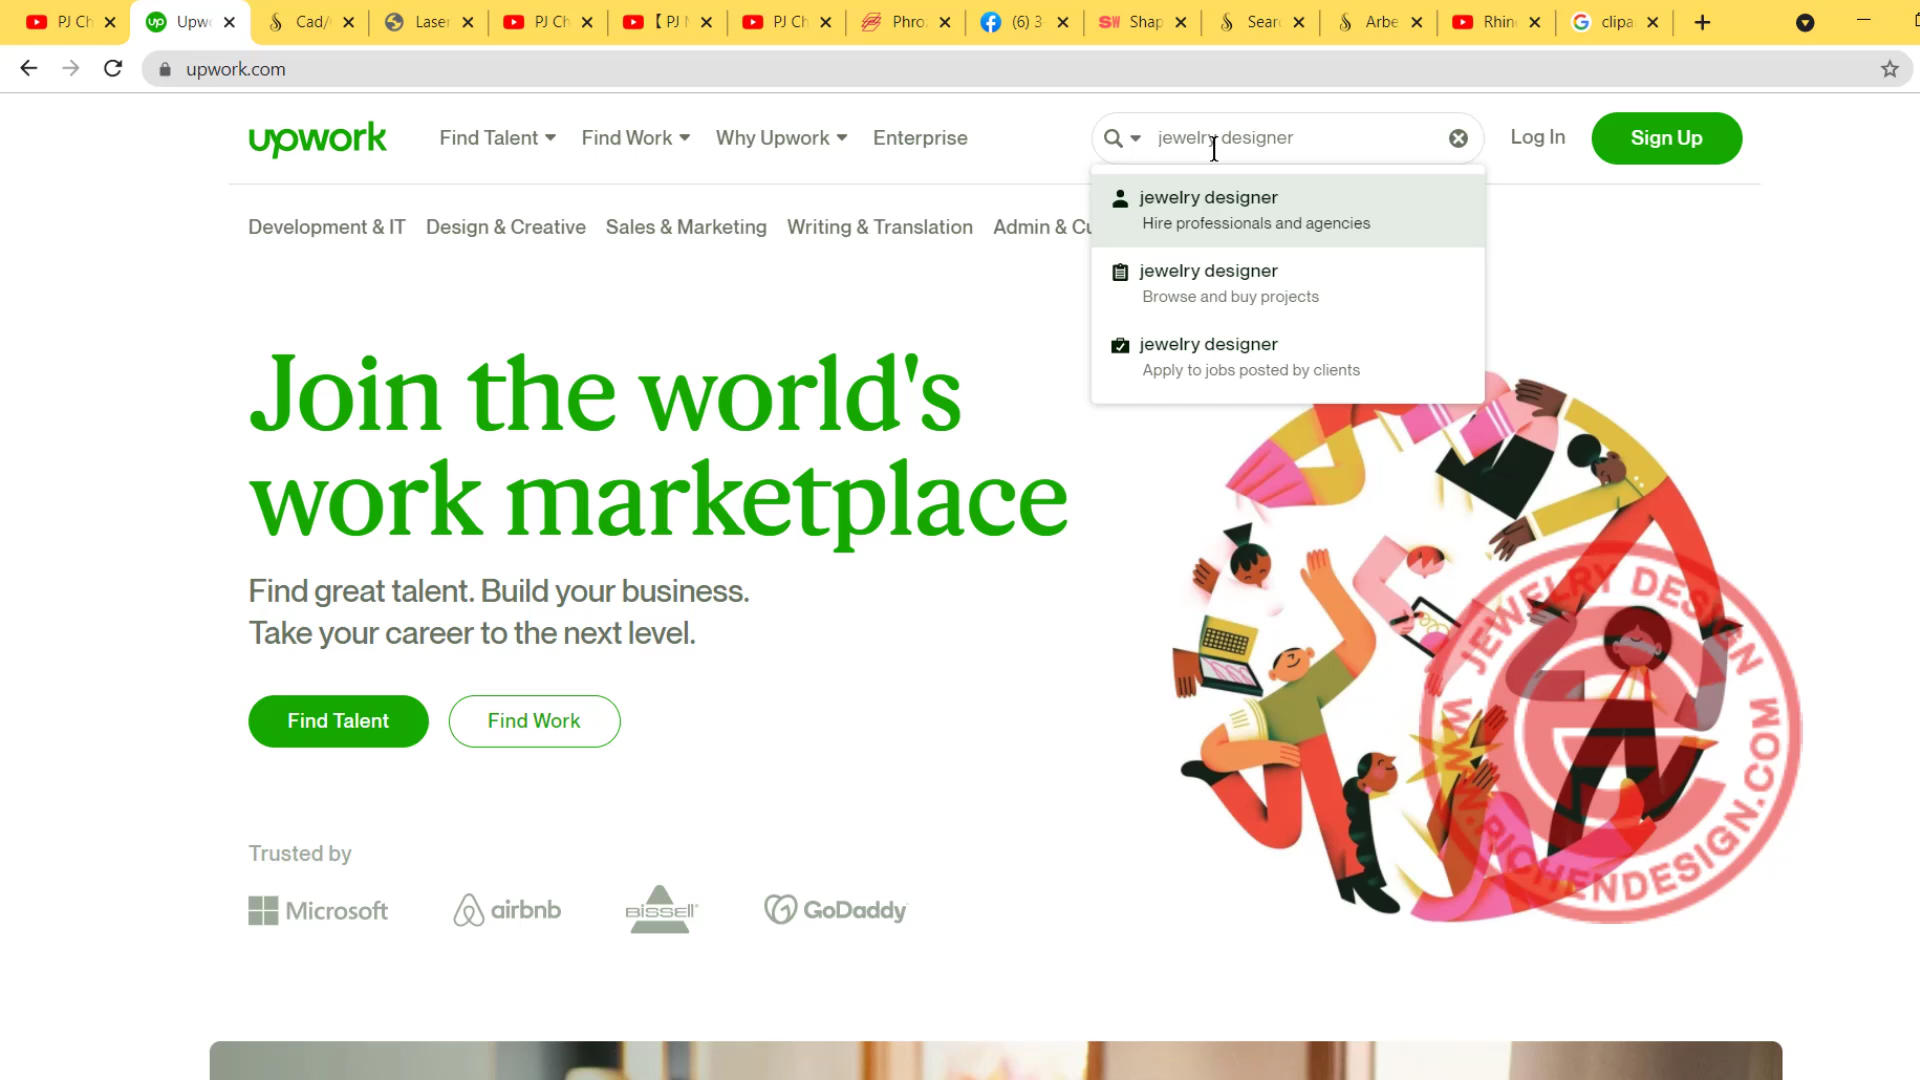 PJ Ch
Upwo
Cad/
Laser
PJ Ch
【PJ M
PJ Ch
Phro
(6) 3
Shap
Sear
Arbe
Rhin
clipa
upwork.com
upwork
Find Talent
Find Work
Why Upwork
Enterprise
jewelry designer
Log In
Sign Up
Development & IT
Design & Creative
Sales & Marketing
Writing & Translation
Admin & Cu
jewelry designer
Hire professionals and agencies
jewelry designer
Browse and buy projects
jewelry designer
Apply to jobs posted by clients
Join the world's
work marketplace
Find great talent. Build your business.
Take your career to the next level.
Find Talent
Find Work
Trusted by
Microsoft
airbnb
BISSELL
GoDaddy
JEWELRY DESIGN
WWW.RICHENDESIGN.COM